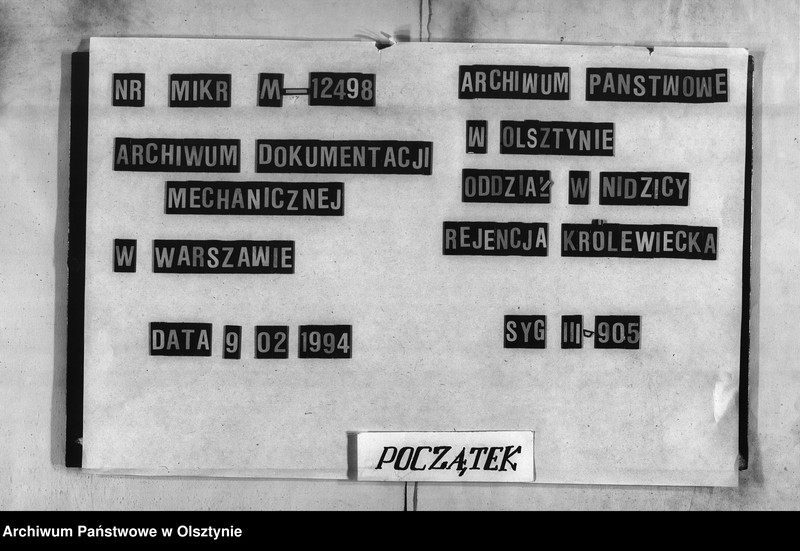 NR MIKR M—12498
ARCHIWUM DOKUMENTACJI
MECHANICZNEJ
W WARSZAWIE
DATA 9 02 1994
ARCHIWUM PANSTWOWE
W OLSZTYNIE
ODDZIAŁ W NIDZICY
REJENCJA KRÓLEWIECKA
SYG III-905
POCZĄTEK
Archiwum Państwowe w Olsztynie